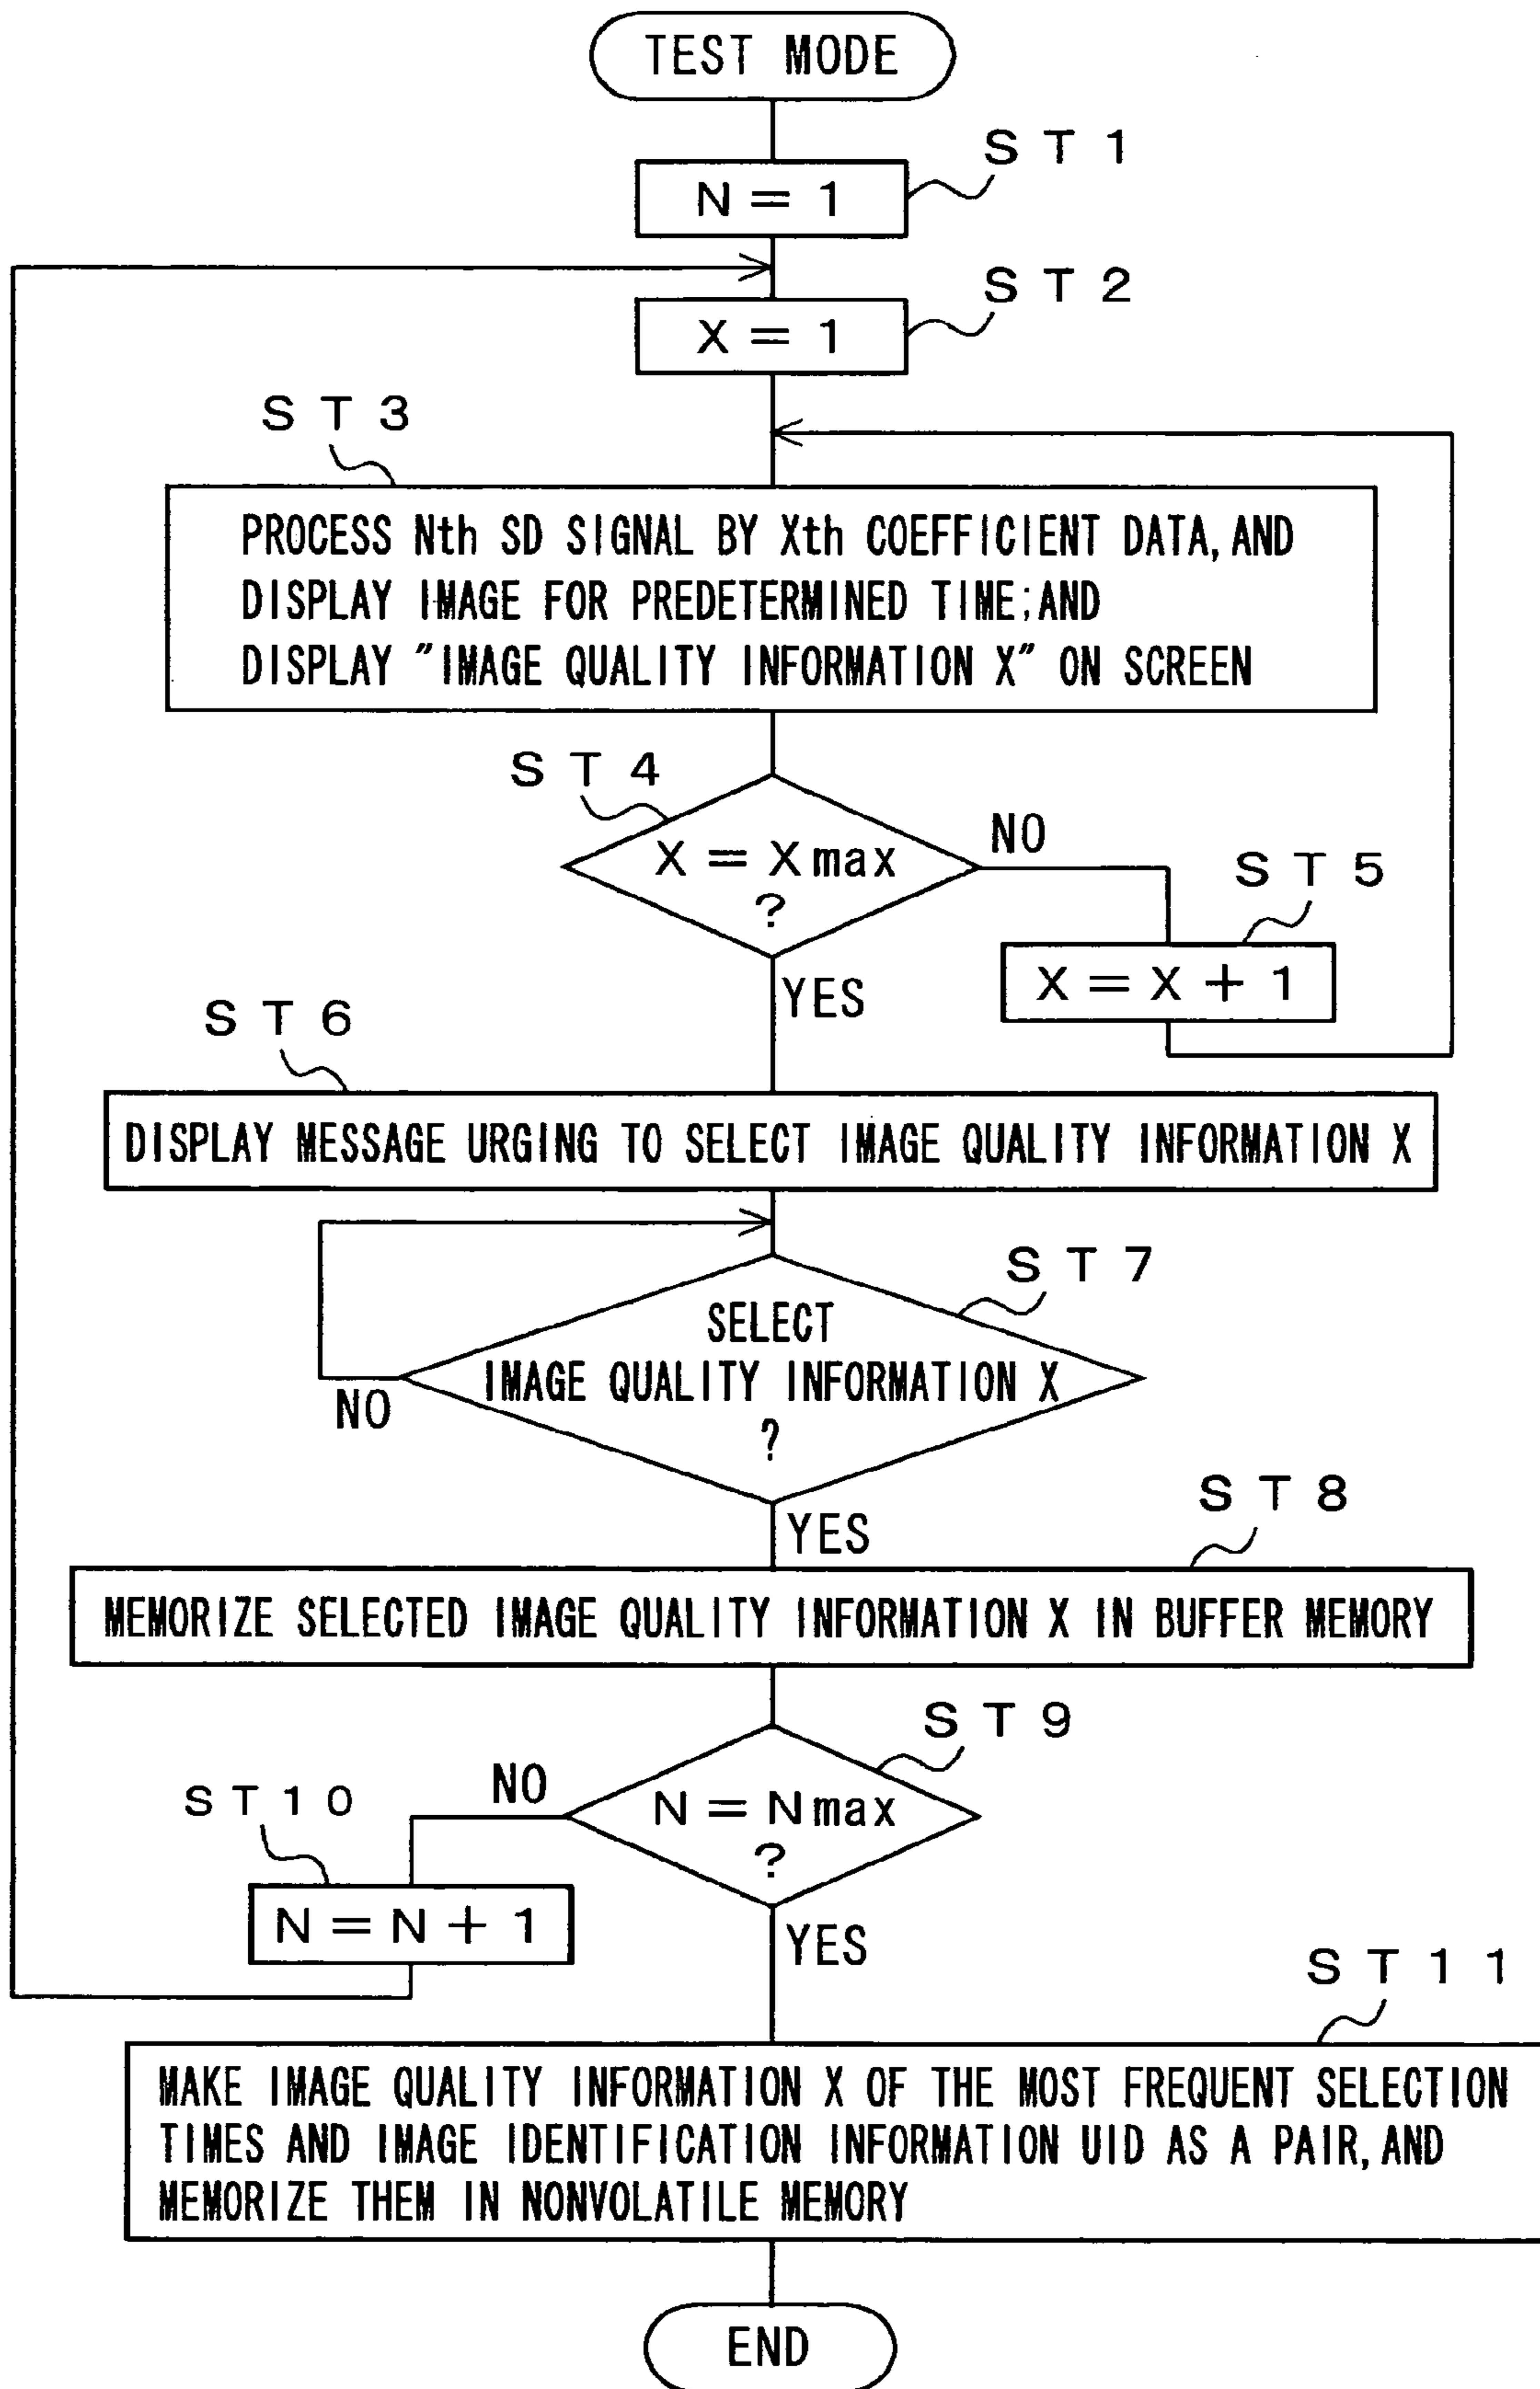 TEST MODE
ST1
N = 1
ST2
X = 1
ST3
PROCESS Nth SD SIGNAL BY Xth COEFFICIENT DATA, AND
DISPLAY IMAGE FOR PREDETERMINED TIME; AND
DISPLAY "IMAGE QUALITY INFORMATION X" ON SCREEN
ST4
X = Xmax
?
NO
ST5
X = X + 1
YES
ST6
DISPLAY MESSAGE URGING TO SELECT IMAGE QUALITY INFORMATION X
ST7
SELECT
IMAGE QUALITY INFORMATION X
?
NO
YES
ST8
MEMORIZE SELECTED IMAGE QUALITY INFORMATION X IN BUFFER MEMORY
ST9
N = Nmax
?
NO
ST10
N = N + 1
YES
ST11
MAKE IMAGE QUALITY INFORMATION X OF THE MOST FREQUENT SELECTION
TIMES AND IMAGE IDENTIFICATION INFORMATION UID AS A PAIR, AND
MEMORIZE THEM IN NONVOLATILE MEMORY
END